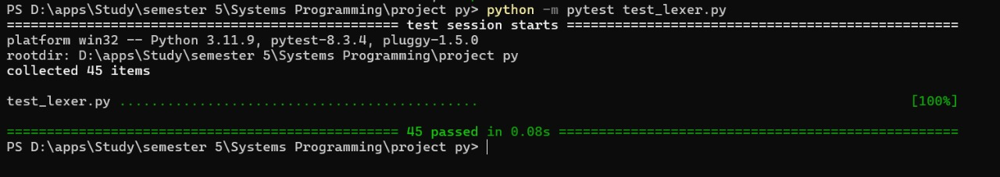 PS D:\apps\Study\semester 5\Systems Programming\project py> python -m pytest test_lexer.py
================================================= test session starts =================================================
platform win32 -- Python 3.11.9, pytest-8.3.4, pluggy-1.5.0
rootdir: D:\apps\Study\semester 5\Systems Programming\project py
collected 45 items
test_lexer.py ............................................. [100%]
================================================= 45 passed in 0.08s ==================================================
PS D:\apps\Study\semester 5\Systems Programming\project py>